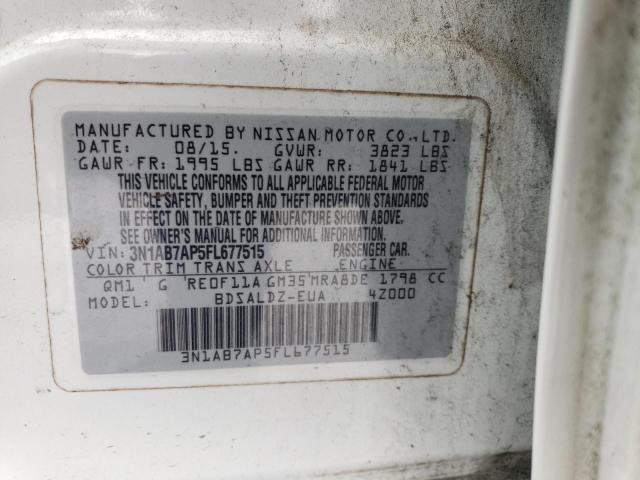 MANUFACTURED BY NISSAN MOTOR CO.,LTD.
DATE: 08/15. GVWR: 3823 LBS
GAWR FR: 1995 LBS GAWR RR: 1841 LBS
THIS VEHICLE CONFORMS TO ALL APPLICABLE FEDERAL MOTOR
VEHICLE SAFETY, BUMPER AND THEFT PREVENTION STANDARDS
IN EFFECT ON THE DATE OF MANUFACTURE SHOWN ABOVE.
SEE OWNER'S MANUAL FOR ADDITIONAL INFORMATION.
VIN: 3N1AB7AP5FL677515 PASSENGER CAR.
COLOR TRIM TRANS AXLE ENGINE
QM1 G RE0F11A GM35 MRA8DE 1798 CC
MODEL: BDSALDZ-EUA 4Z000
3N1AB7AP5FL677515